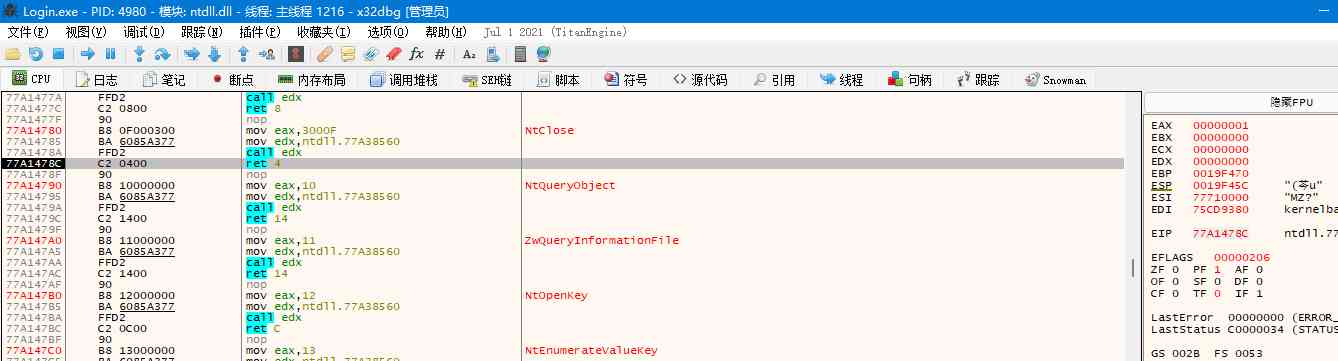 Login.exe - PID: 4980 - 模块: ntdll.dll - 线程: 主线程 1216 - x32dbg [管理员]
文件(F) 视图(V) 调试(D) 跟踪(N) 插件(P) 收藏夹(I) 选项(O) 帮助(H) Jul 1 2021 (TitanEngine)
CPU 日志 笔记 断点 内存布局 调用堆栈 SEH链 脚本 符号 源代码 引用 线程 句柄 跟踪 Snowman
77A1477A FFD2 call edx
77A1477C C2 0800 ret 8
77A1477F 90 nop
77A14780 B8 0F000300 mov eax,3000F NtClose
77A14785 BA 6085A377 mov edx,ntdll.77A38560
77A1478A FFD2 call edx
77A1478C C2 0400 ret 4
77A1478F 90 nop
77A14790 B8 10000000 mov eax,10 NtQueryObject
77A14795 BA 6085A377 mov edx,ntdll.77A38560
77A1479A FFD2 call edx
77A1479C C2 1400 ret 14
77A1479F 90 nop
77A147A0 B8 11000000 mov eax,11 ZwQueryInformationFile
77A147A5 BA 6085A377 mov edx,ntdll.77A38560
77A147AA FFD2 call edx
77A147AC C2 1400 ret 14
77A147AF 90 nop
77A147B0 B8 12000000 mov eax,12 NtOpenKey
77A147B5 BA 6085A377 mov edx,ntdll.77A38560
77A147BA FFD2 call edx
77A147BC C2 0C00 ret C
77A147BF 90 nop
77A147C0 B8 13000000 mov eax,13 NtEnumerateValueKey
77A147C5 BA 6085A377 mov edx,ntdll.77A38560
隐藏FPU
EAX 00000001
EBX 00000000
ECX 00000000
EDX 00000000
EBP 0019F470
ESP 0019F45C "(芩u"
ESI 77710000 "MZ?"
EDI 75CD9380 kernelba
EIP 77A1478C ntdll.77
EFLAGS 00000206
ZF 0 PF 1 AF 0
OF 0 SF 0 DF 0
CF 0 TF 0 IF 1
LastError 00000000 (ERROR_
LastStatus C0000034 (STATUS
GS 002B FS 0053